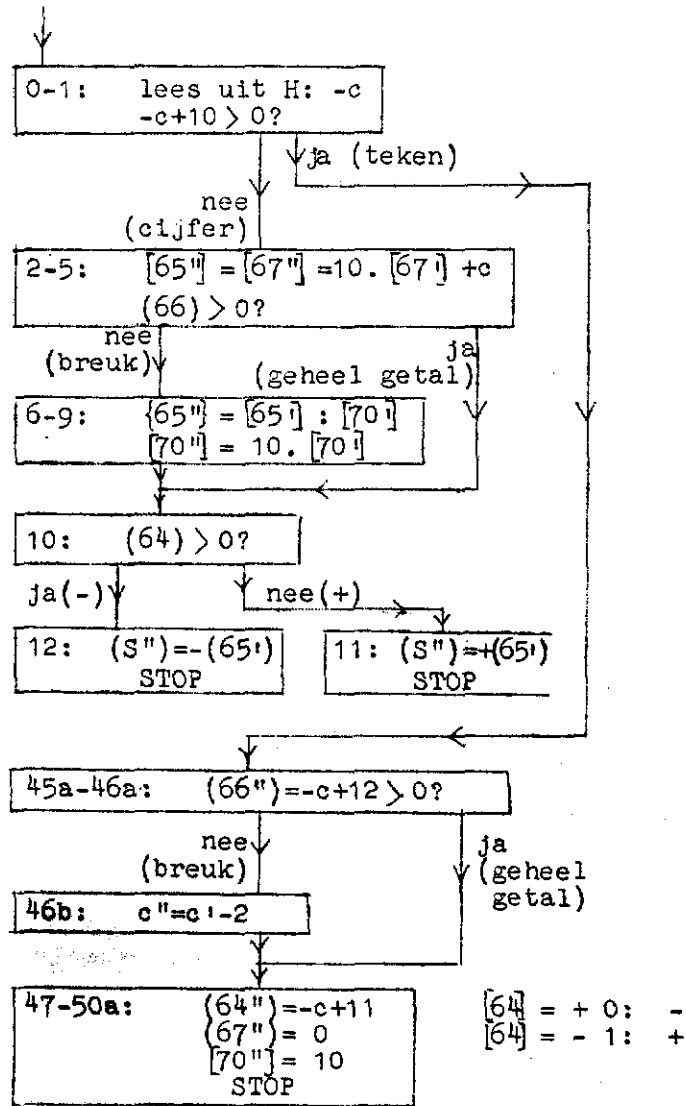 0-1: lees uit H: -c
-c+10 > 0?
ja (teken)
nee
(cijfer)
2-5: [65"] = [67"] =10. [67'] +c
(66) > 0?
nee
(breuk)
ja
(geheel getal)
6-9: {65"} = [65'] : [70']
[70"] = 10. [70']
10: (64) > 0?
ja(-)
nee(+)
12: (S")=-(65')
STOP
11: (S")=+(65')
STOP
45a-46a: (66")=-c+12 > 0?
nee
(breuk)
ja
(geheel
getal)
46b: c"=c'-2
47-50a: (64")=-c+11
(67")= 0
[70"]= 10
STOP
[64] = + 0: -
[64] = - 1: +